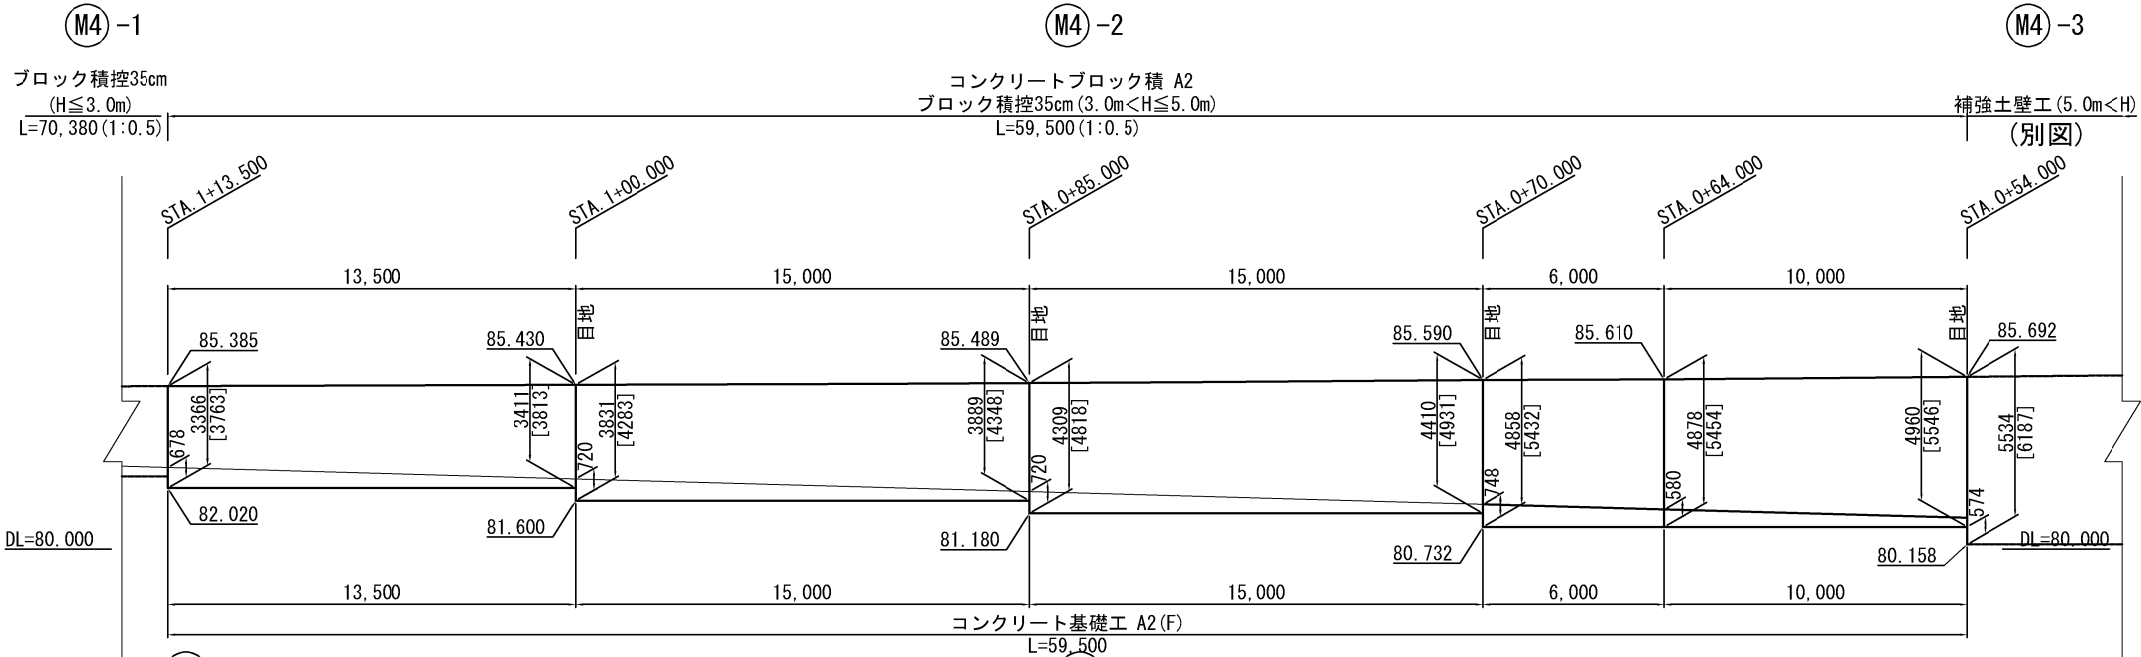 M4 -1
M4 -2
M4 -3
ブロック積控35cm
(H≦3.0m)
L=70,380(1:0.5)
コンクリートブロック積 A2
ブロック積控35cm(3.0m<H≦5.0m)
L=59,500(1:0.5)
補強土壁工(5.0m<H)
(別図)
STA.1+13.500
STA.1+00.000
STA.0+85.000
STA.0+70.000
STA.0+64.000
STA.0+54.000
13,500
15,000
15,000
6,000
10,000
目地
目地
目地
目地
85.385
85.430
85.489
85.590
85.610
85.692
678
3366
[3763]
3411
[3813]
720
3831
[4283]
3889
[4348]
720
4309
[4818]
4410
[4931]
748
4858
[5432]
580
4878
[5454]
4960
[5546]
574
5534
[6187]
82.020
81.600
81.180
80.732
80.158
DL=80.000
DL=80.000
13,500
15,000
15,000
6,000
10,000
コンクリート基礎工 A2(F)
L=59,500